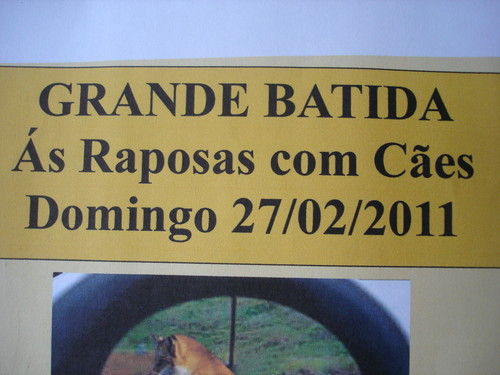 GRANDE BATIDA
Ás Raposas com Cães
Domingo 27/02/2011